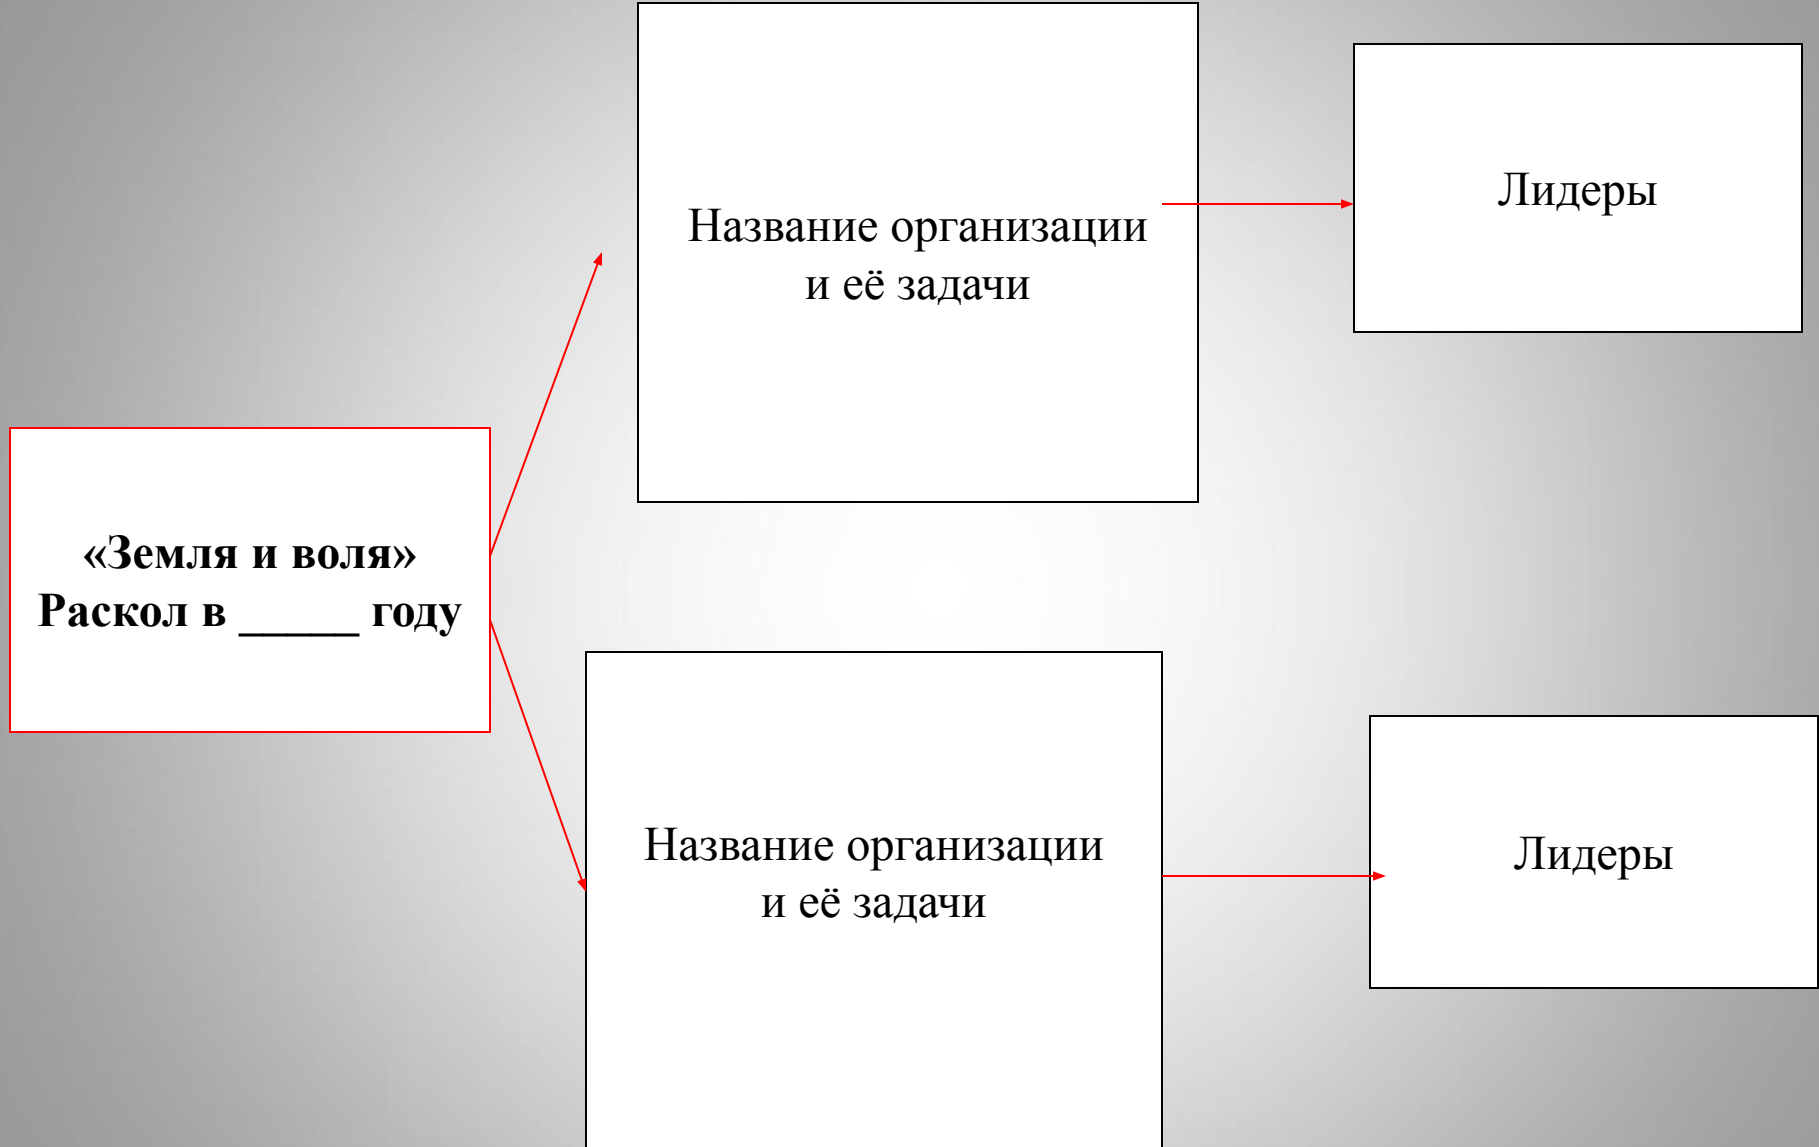 Название организации
и её задачи
Лидеры
«Земля и воля»
Раскол в _____ году
Название организации
и её задачи
Лидеры